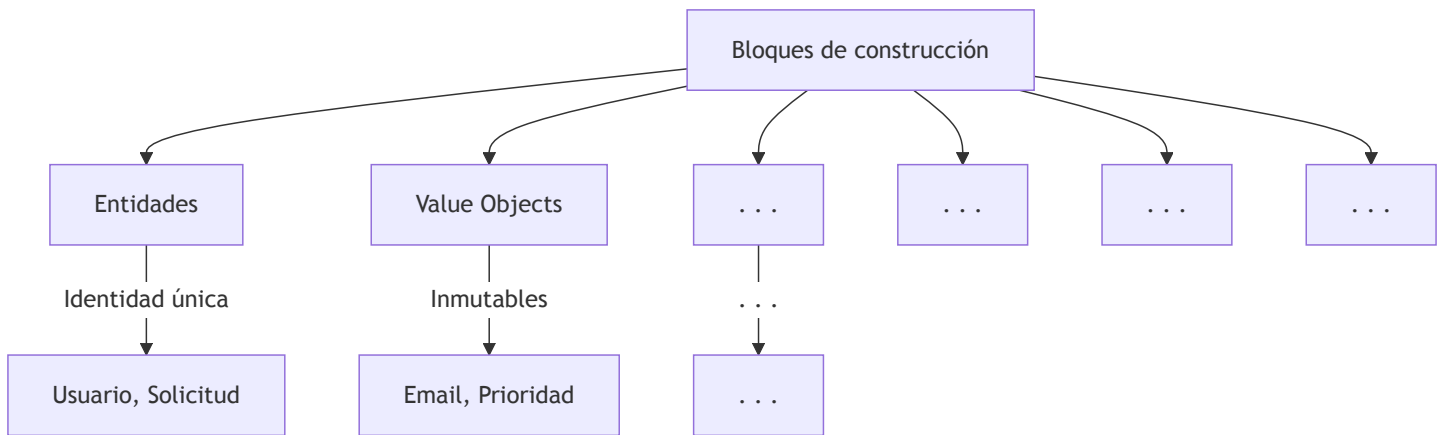 Bloques de construcción
Entidades
Value Objects
. . .
. . .
. . .
. . .
Identidad única
Inmutables
. . .
Usuario, Solicitud
Email, Prioridad
. . .